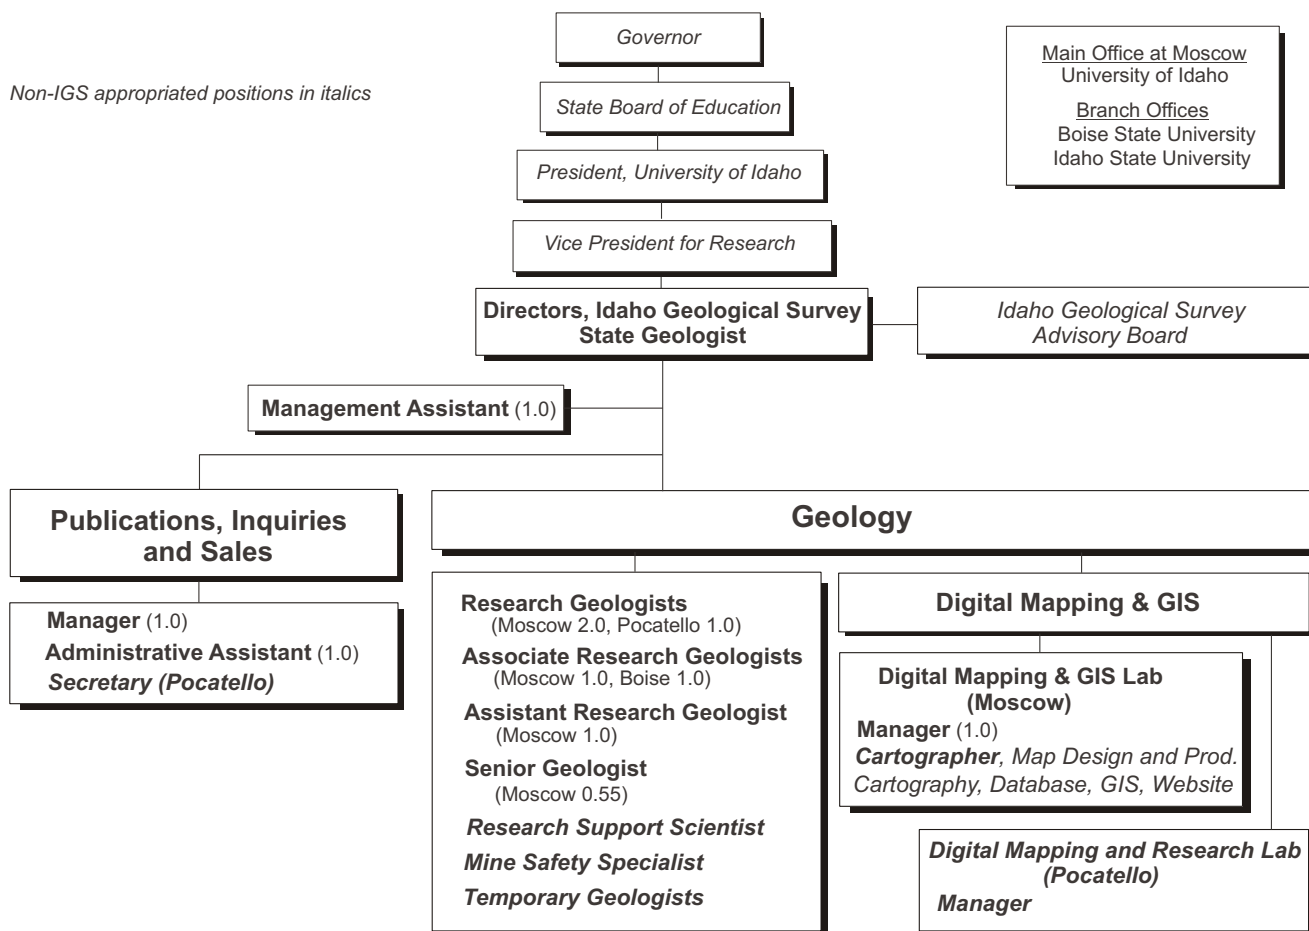 Governor
Non-IGS appropriated positions in italics
State Board of Education
President, University of Idaho
Vice President for Research
Main Office at Moscow
University of Idaho
Branch Offices
Boise State University
Idaho State University
Directors, Idaho Geological Survey
State Geologist
Idaho Geological Survey
Advisory Board
Management Assistant (1.0)
Publications, Inquiries
and Sales
Manager (1.0)
Administrative Assistant (1.0)
Secretary (Pocatello)
Geology
Research Geologists
(Moscow 2.0, Pocatello 1.0)
Associate Research Geologists
(Moscow 1.0, Boise 1.0)
Assistant Research Geologist
(Moscow 1.0)
Senior Geologist
(Moscow 0.55)
Research Support Scientist
Mine Safety Specialist
Temporary Geologists
Digital Mapping & GIS
Digital Mapping & GIS Lab
(Moscow)
Manager (1.0)
Cartographer, Map Design and Prod.
Cartography, Database, GIS, Website
Digital Mapping and Research Lab
(Pocatello)
Manager